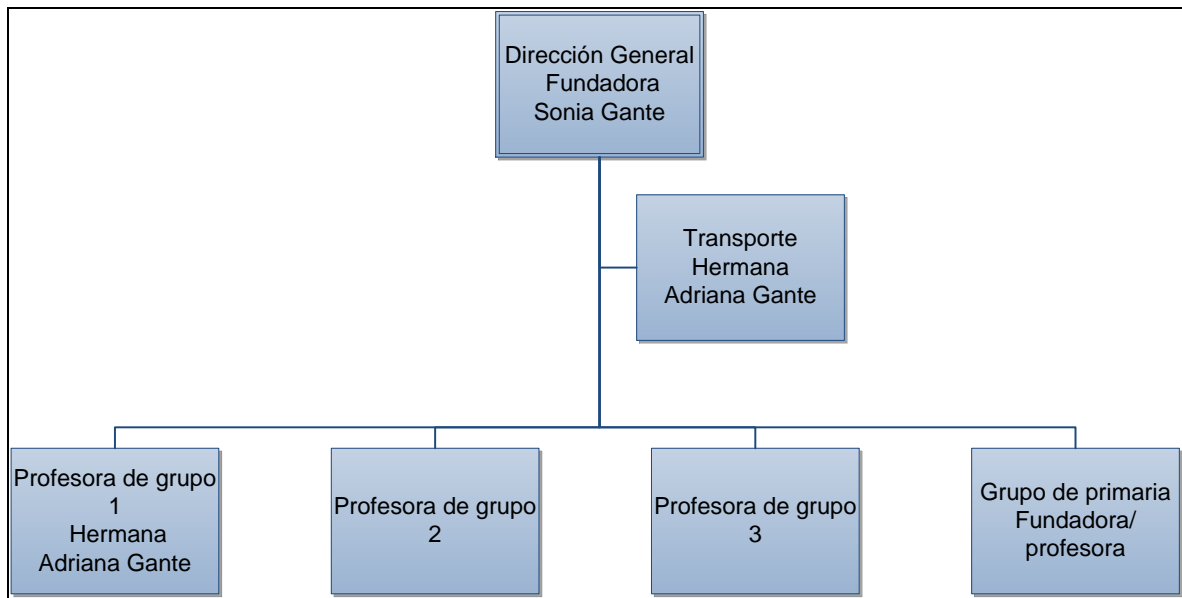 Dirección General
Fundadora
Sonia Gante
Transporte
Hermana
Adriana Gante
Profesora de grupo
1
Hermana
Adriana Gante
Profesora de grupo
2
Profesora de grupo
3
Grupo de primaria
Fundadora/
profesora